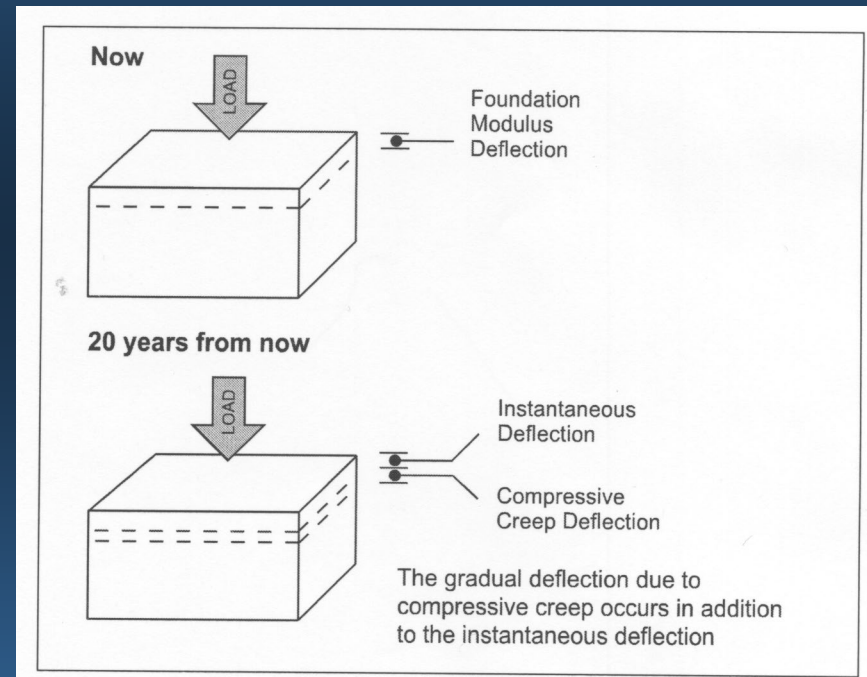 Now
LOAD
Foundation
Modulus
Deflection
20 years from now
LOAD
Instantaneous
Deflection
Compressive
Creep Deflection
The gradual deflection due to
compressive creep occurs in addition
to the instantaneous deflection